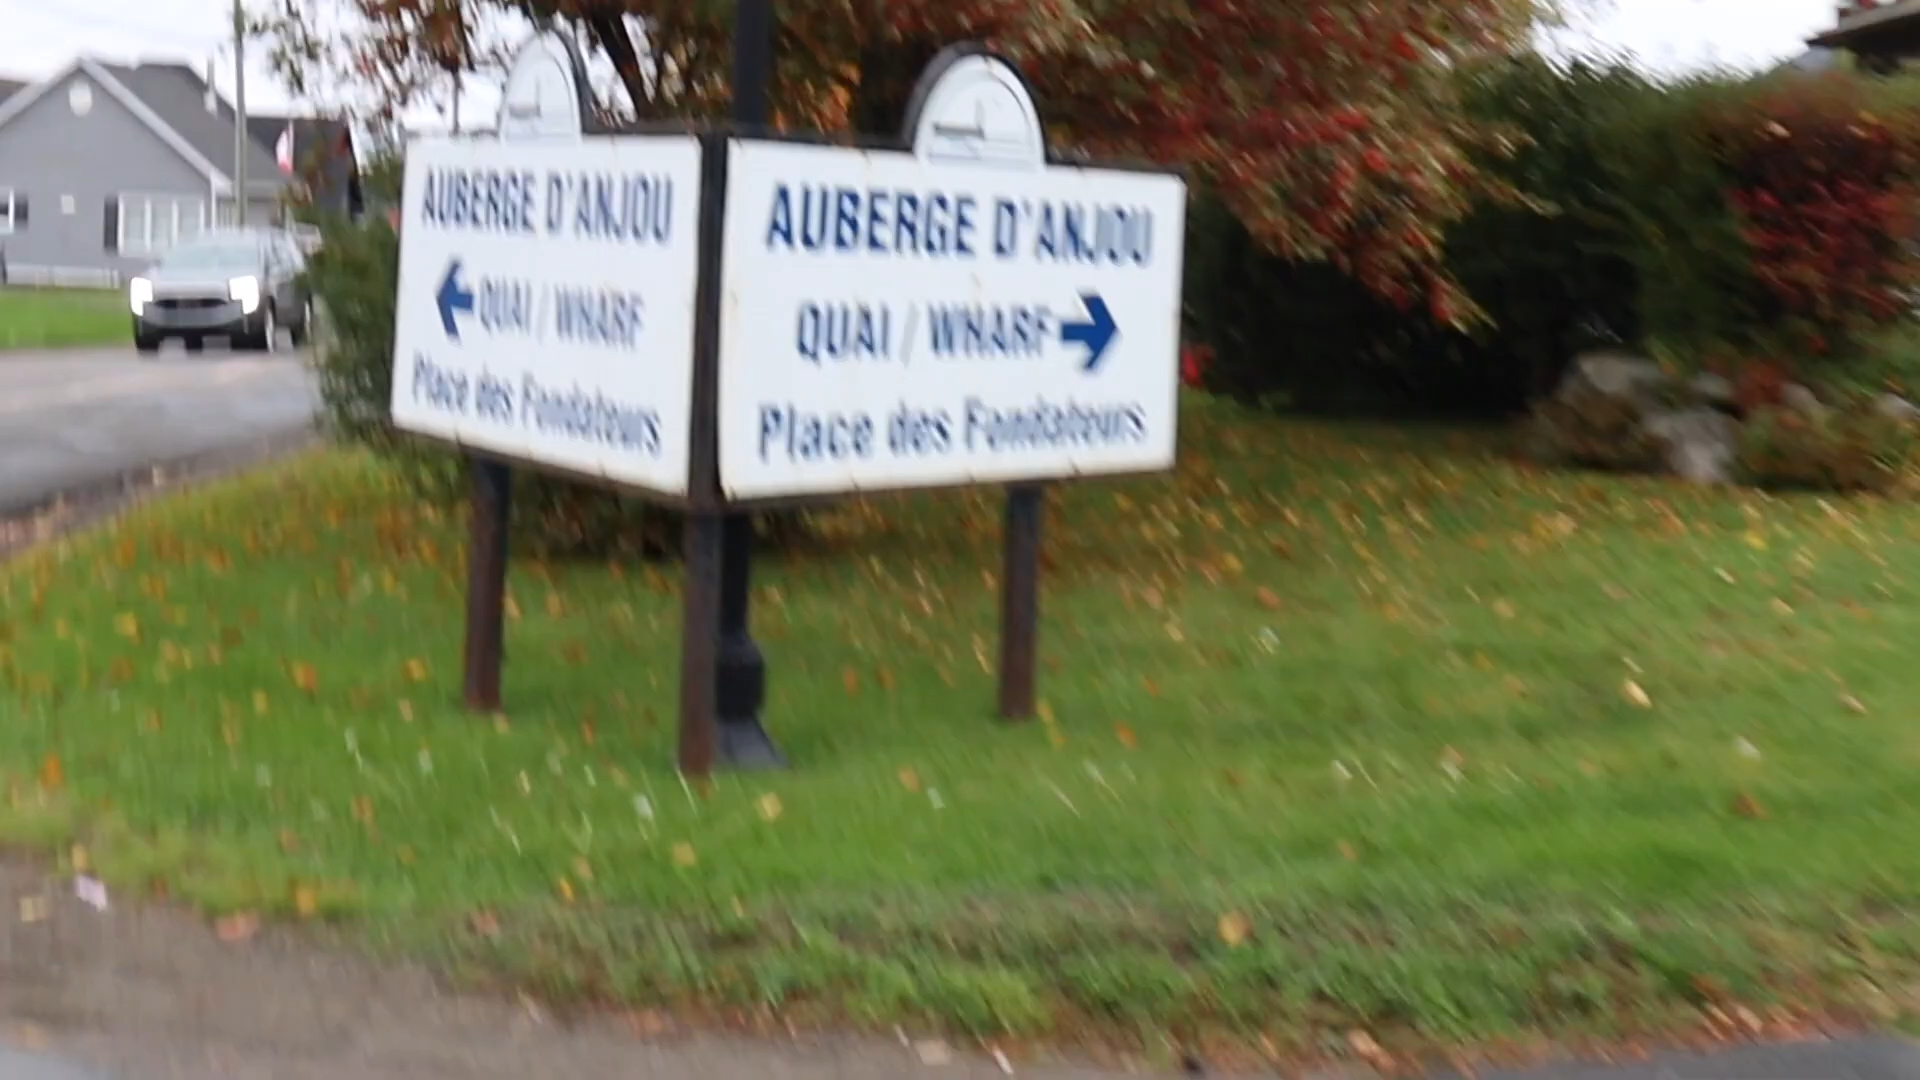 AUBERGE D'ANJOU
← QUAI / WHARF
Place des Fondateurs
AUBERGE D'ANJOU
QUAI / WHARF →
Place des Fondateurs